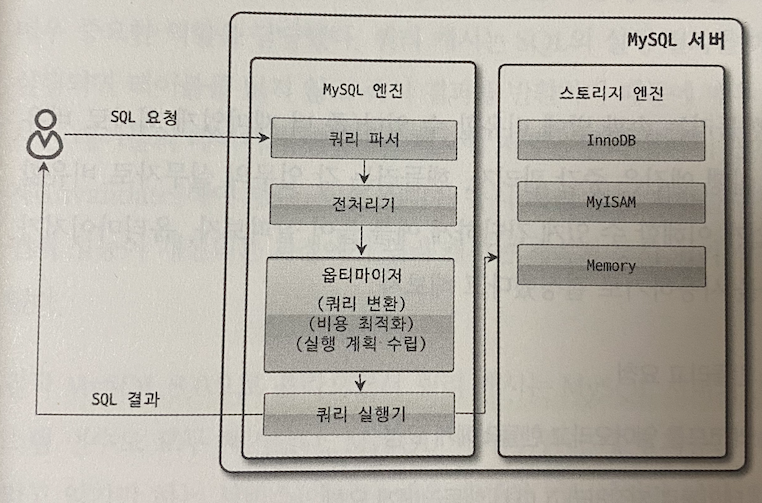 MySQL 서버
MySQL 엔진
스토리지 엔진
SQL 요청
쿼리 파서
InnoDB
전처리기
MyISAM
옵티마이저
(쿼리 변환)
(비용 최적화)
(실행 계획 수립)
Memory
SQL 결과
쿼리 실행기